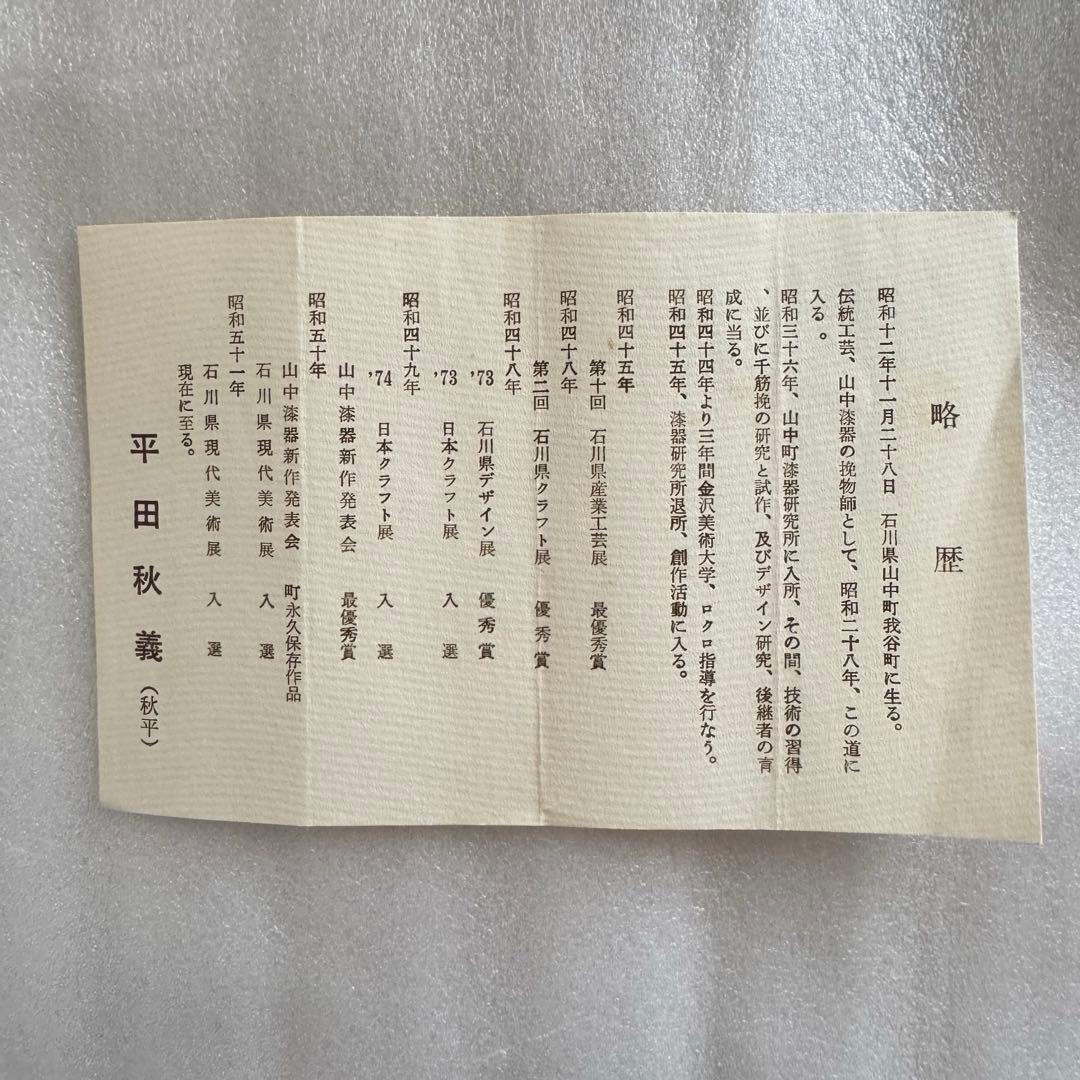 略歴
昭和十二年十一月二十八日　石川県山中町我谷町に生る。
伝統工芸、山中漆器の挽物師として、昭和二十八年、この道に
入る。
昭和三十六年、山中町漆器研究所に入所、その間、技術の習得
、並びに千筋挽の研究と試作、及びデザイン研究、後継者の育
成に当る。
昭和四十四年より三年間金沢美術大学、ロクロ指導を行なう。
昭和四十五年、漆器研究所退所、創作活動に入る。
昭和四十五年
第十回　石川県産業工芸展　最優秀賞
昭和四十八年
第二回　石川県クラフト展　優秀賞
昭和四十八年
'73　石川県デザイン展　優秀賞
'73　日本クラフト展　入選
昭和四十九年
'74　日本クラフト展　入選
山中漆器新作発表会　最優秀賞
昭和五十年
山中漆器新作発表会　町永久保存作品
石川県現代美術展　入選
昭和五十一年
石川県現代美術展　入選
現在に至る。
平田秋義（秋平）